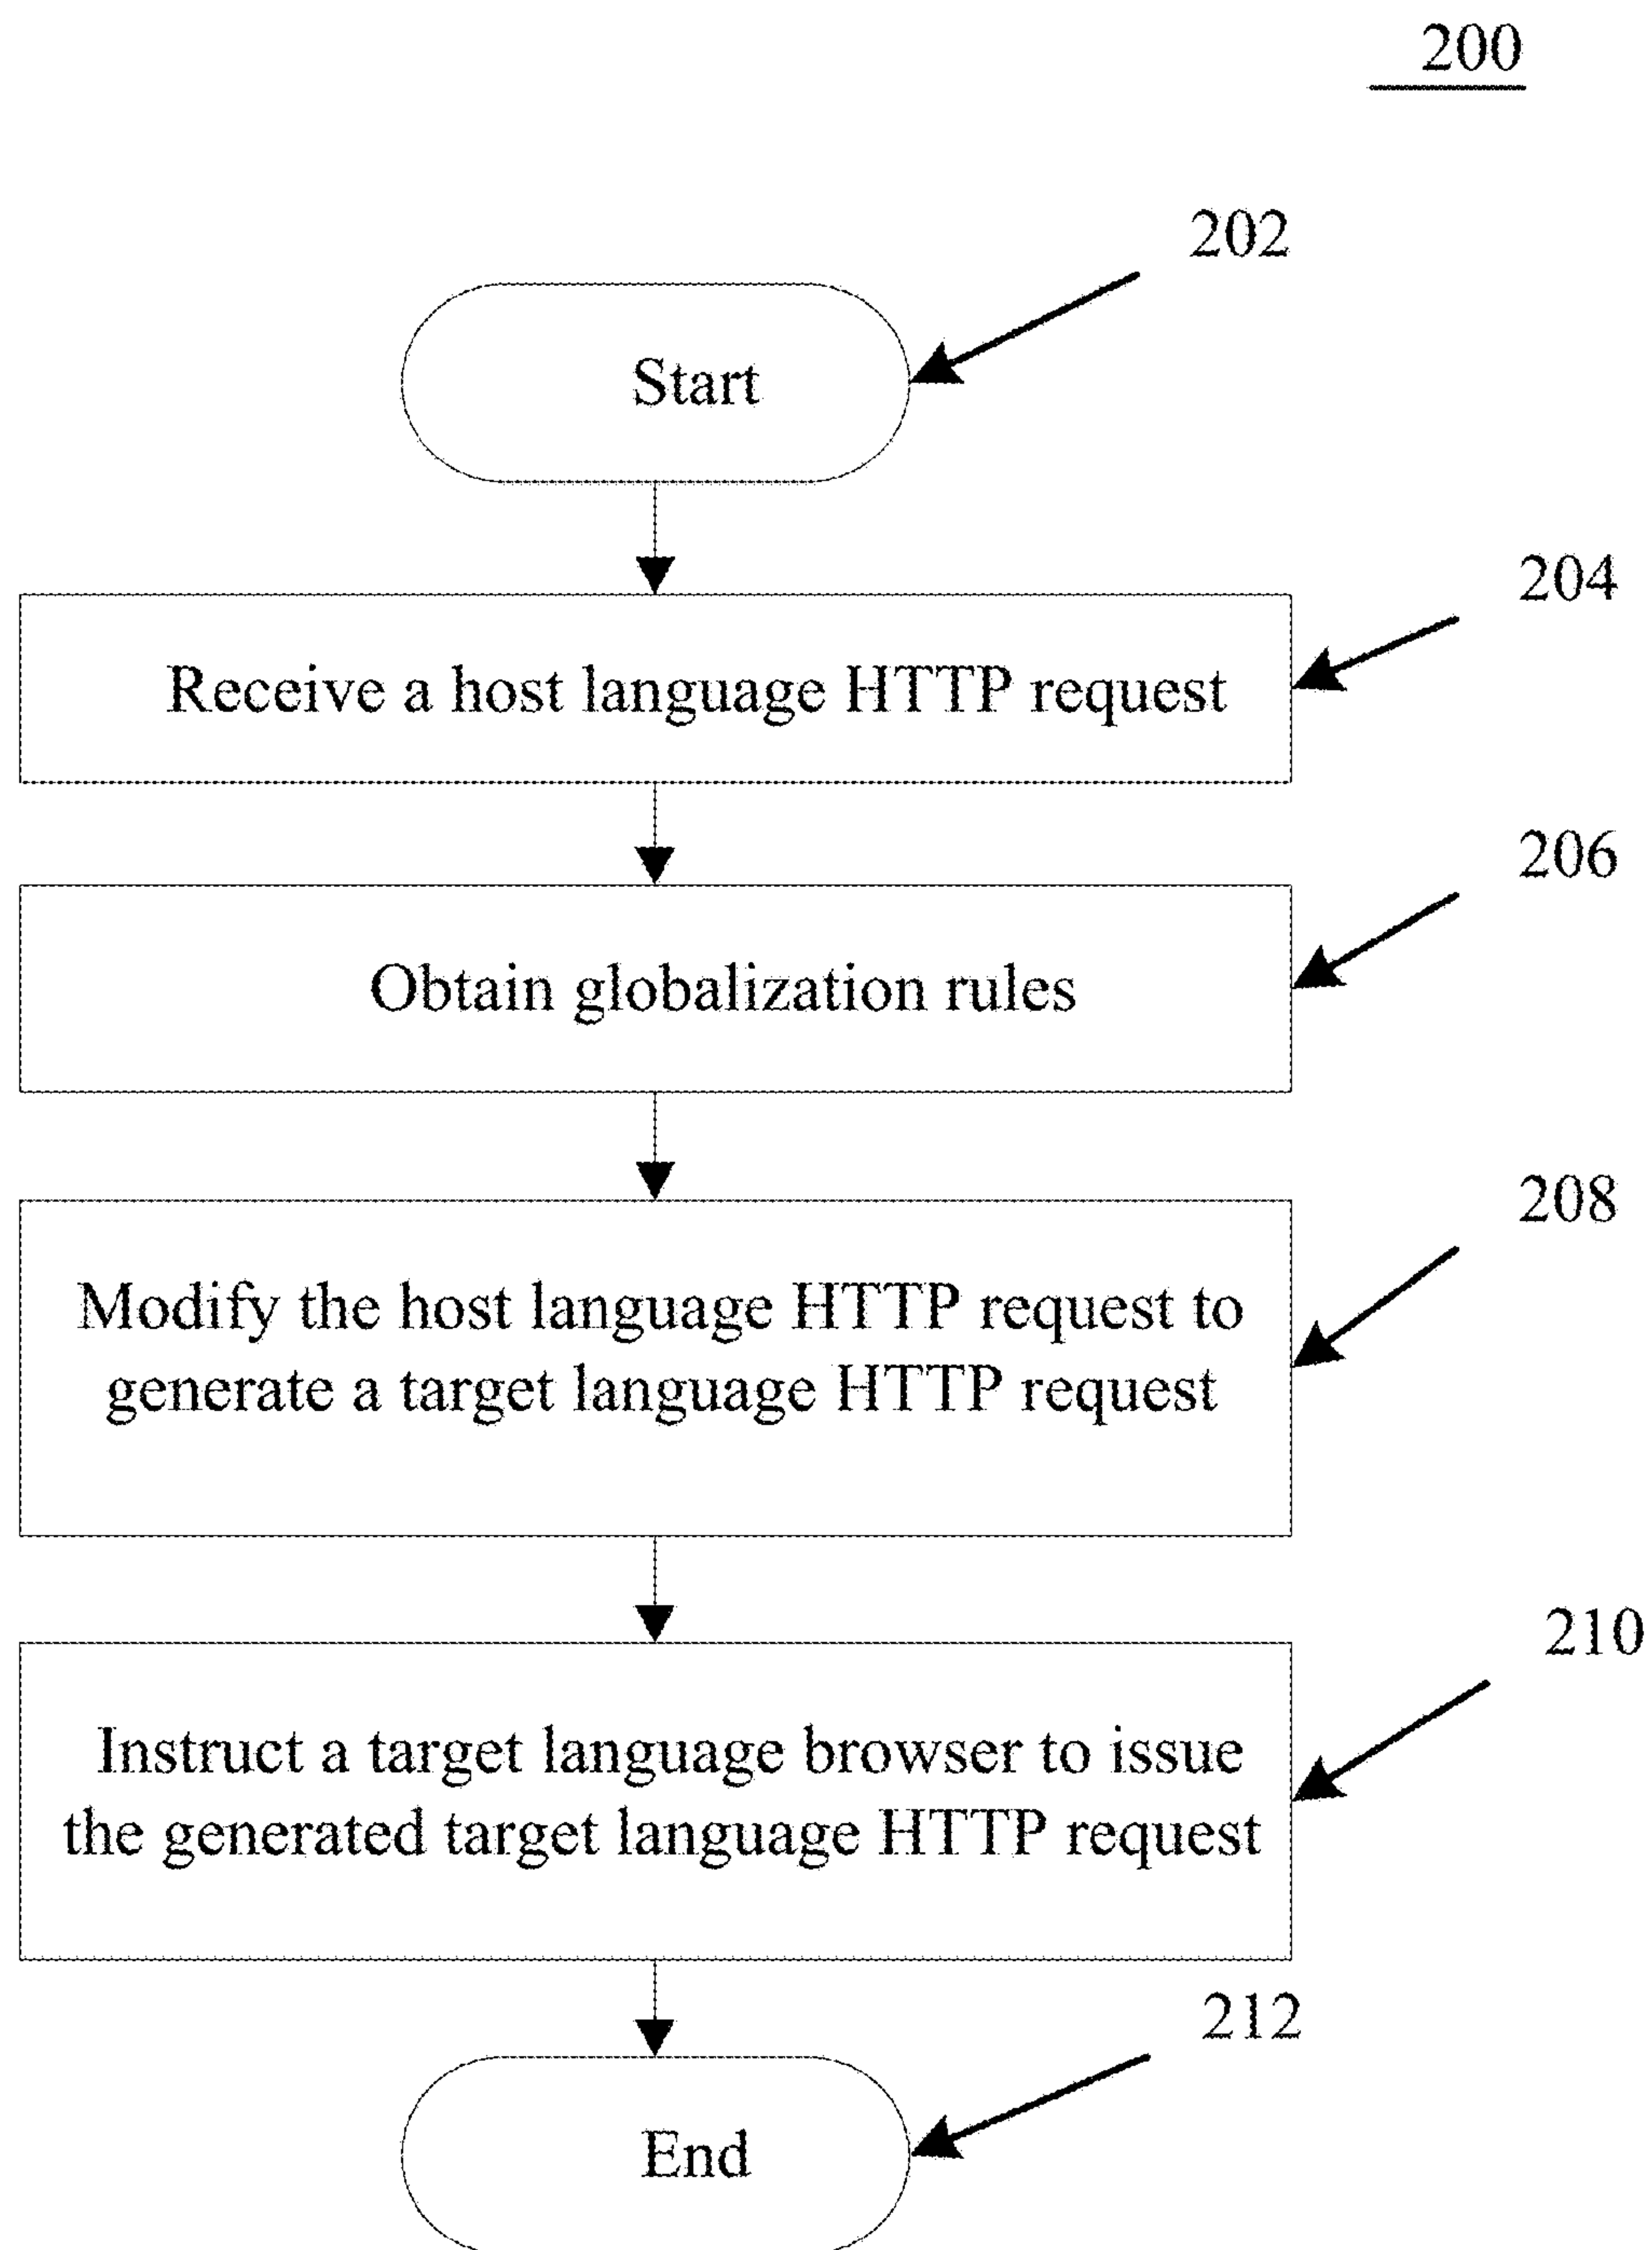 200
202
Start
204
Receive a host language HTTP request
206
Obtain globalization rules
208
Modify the host language HTTP request to
generate a target language HTTP request
210
Instruct a target language browser to issue
the generated target language HTTP request
212
End